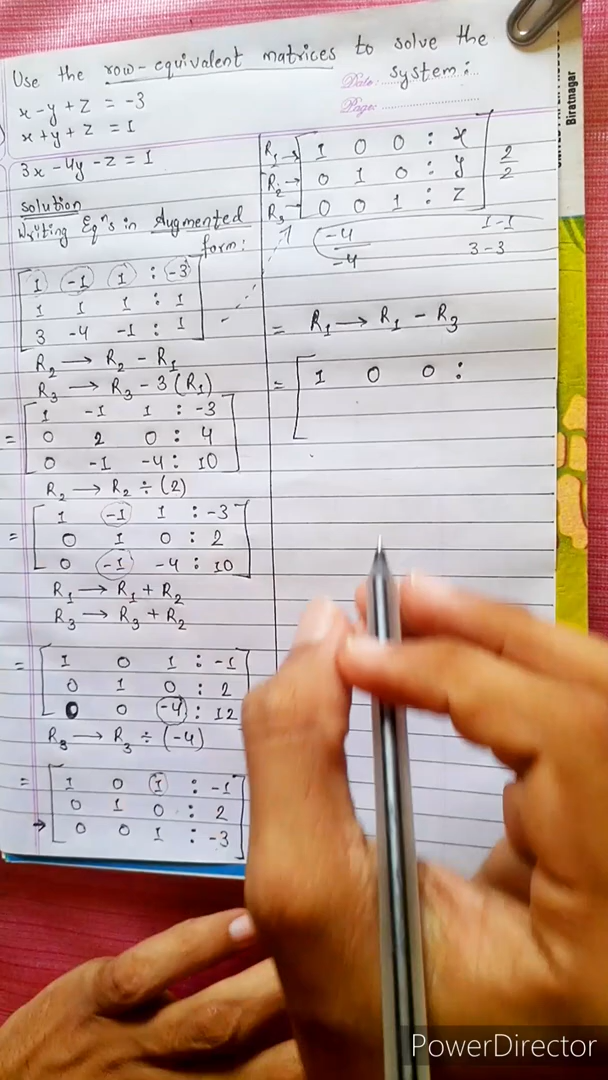 Use the row-equivalent matrices to solve the
system:
Date:
Page:
x - y + z = -3
x + y + z = 1
3x - 4y - z = 1
solution
Writing Eqⁿs in Augmented
form:
1 -1 1 : -3
1 1 1 : 1
3 -4 -1 : 1
R₂ → R₂ - R₁
R₃ → R₃ - 3(R₁)
1 -1 1 : -3
= 0 2 0 : 4
0 -1 -4 : 10
R₂ → R₂ ÷ (2)
1 -1 1 : -3
= 0 1 0 : 2
0 -1 -4 : 10
R₁ → R₁ + R₂
R₃ → R₃ + R₂
= 1 0 1 : -1
0 1 0 : 2
0 0 -4 : 12
R₃ → R₃ ÷ (-4)
= 1 0 1 : -1
0 1 0 : 2
→ 0 0 1 : -3
R₁ → 1 0 0 : x
R₂ → 0 1 0 : y
R₃ → 0 0 1 : z
2
2
-4
-4
1-1
3-3
= R₁ → R₁ - R₃
= 1 0 0 :
Biratnagar
PowerDirector